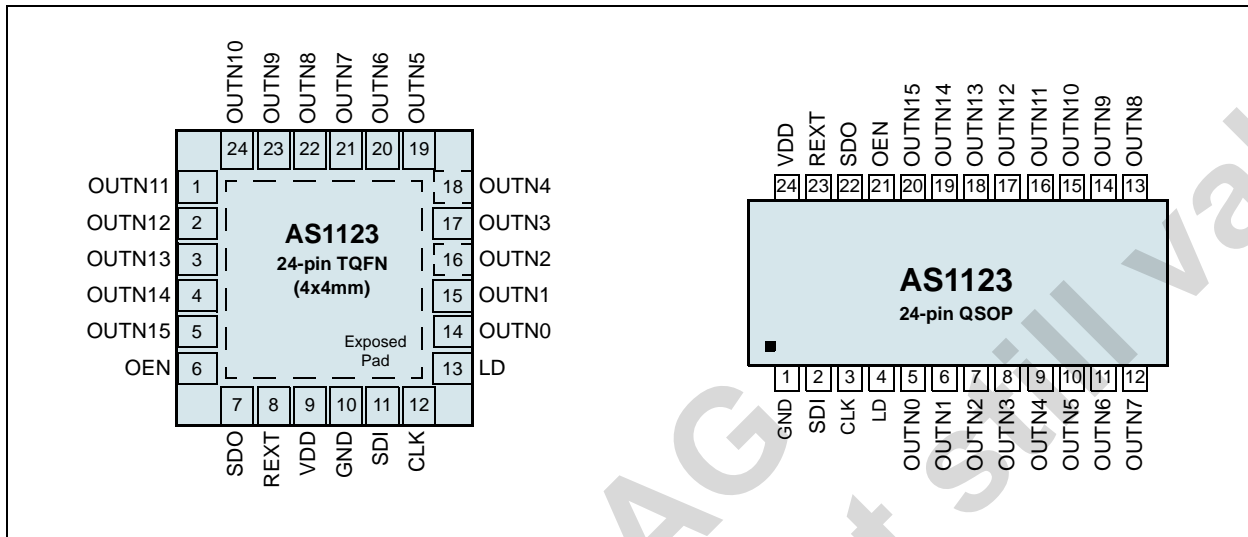 OUTN10 OUTN9 OUTN8 OUTN7 OUTN6 OUTN5
24 23 22 21 20 19
OUTN11 1
OUTN12 2
OUTN13 3
OUTN14 4
OUTN15 5
OEN 6
AS1123
24-pin TQFN
(4x4mm)
Exposed
Pad
18 OUTN4
17 OUTN3
16 OUTN2
15 OUTN1
14 OUTN0
13 LD
7 8 9 10 11 12
SDO REXT VDD GND SDI CLK
VDD REXT SDO OEN OUTN15 OUTN14 OUTN13 OUTN12 OUTN11 OUTN10 OUTN9 OUTN8
24 23 22 21 20 19 18 17 16 15 14 13
AS1123
24-pin QSOP
1 2 3 4 5 6 7 8 9 10 11 12
GND SDI CLK LD OUTN0 OUTN1 OUTN2 OUTN3 OUTN4 OUTN5 OUTN6 OUTN7
AG
still